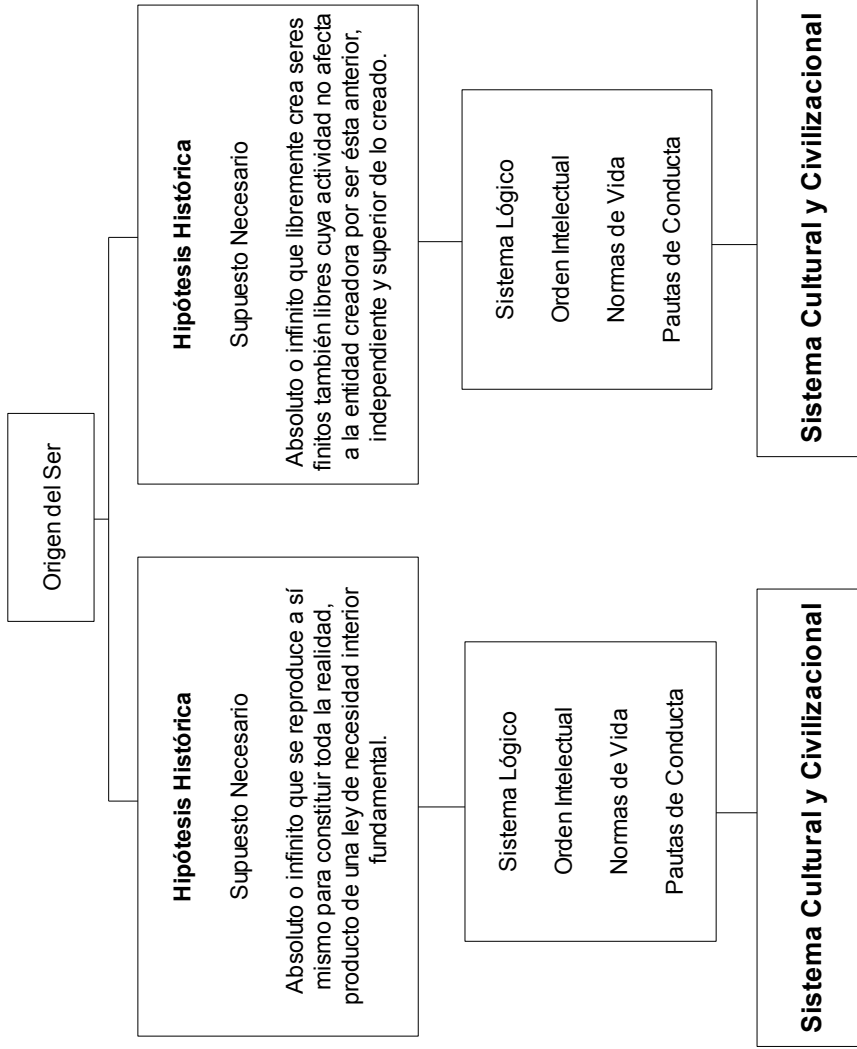 Origen del Ser
Hipótesis Histórica
Supuesto Necesario
Absoluto o infinito que se reproduce a sí
mismo para constituir toda la realidad,
producto de una ley de necesidad interior
fundamental.
Sistema Lógico
Orden Intelectual
Normas de Vida
Pautas de Conducta
Sistema Cultural y Civilizacional
Hipótesis Histórica
Supuesto Necesario
Absoluto o infinito que libremente crea seres
finitos también libres cuya actividad no afecta
a la entidad creadora por ser ésta anterior,
independiente y superior de lo creado.
Sistema Lógico
Orden Intelectual
Normas de Vida
Pautas de Conducta
Sistema Cultural y Civilizacional